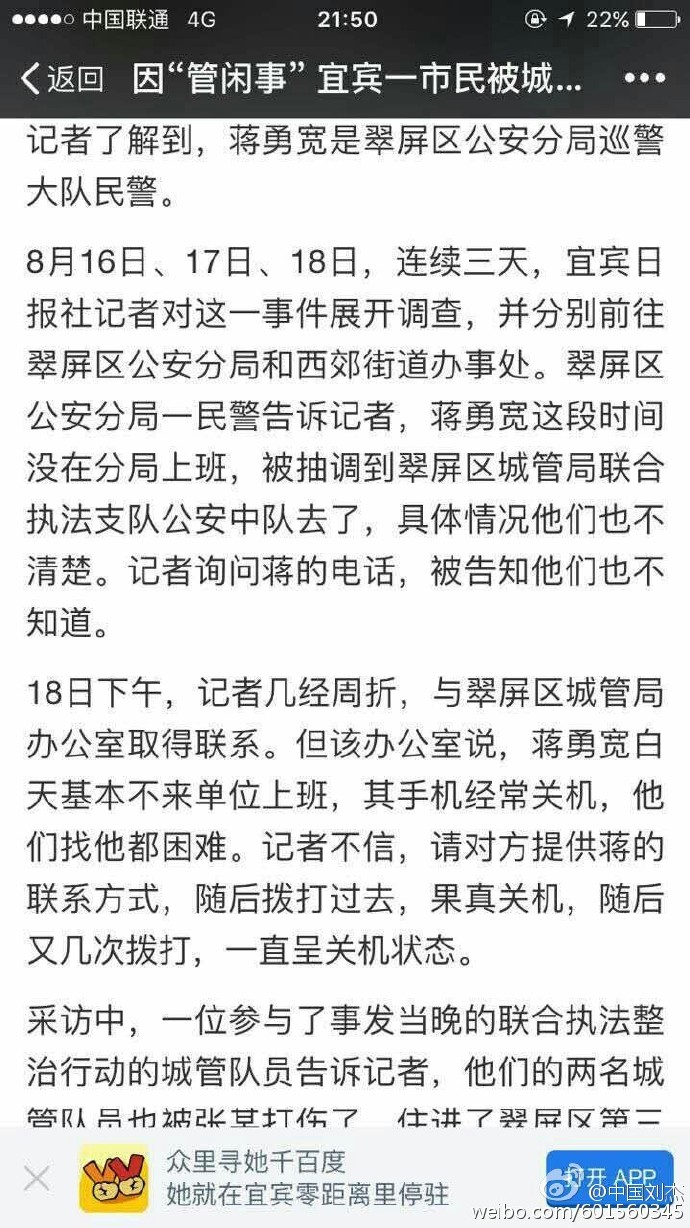 中国联通 4G 21:50 22%
返回 因“管闲事” 宜宾一市民被城...
记者了解到，蒋勇宽是翠屏区公安分局巡警
大队民警。
8月16日、17日、18日，连续三天，宜宾日
报社记者对这一事件展开调查，并分别前往
翠屏区公安分局和西郊街道办事处。翠屏区
公安分局一民警告诉记者，蒋勇宽这段时间
没在分局上班，被抽调到翠屏区城管局联合
执法支队公安中队去了，具体情况他们也不
清楚。记者询问蒋的电话，被告知他们也不
知道。
18日下午，记者几经周折，与翠屏区城管局
办公室取得联系。但该办公室说，蒋勇宽白
天基本不来单位上班，其手机经常关机，他
们找他都困难。记者不信，请对方提供蒋的
联系方式，随后拨打过去，果真关机，随后
又几次拨打，一直呈关机状态。
采访中，一位参与了事发当晚的联合执法整
治行动的城管队员告诉记者，他们的两名城
管队员也被张某打伤了，住进了翠屏区第三
众里寻她千百度
她就在宜宾零距离里停驻
打开 APP
@中国刘杰
weibo.com/601560345